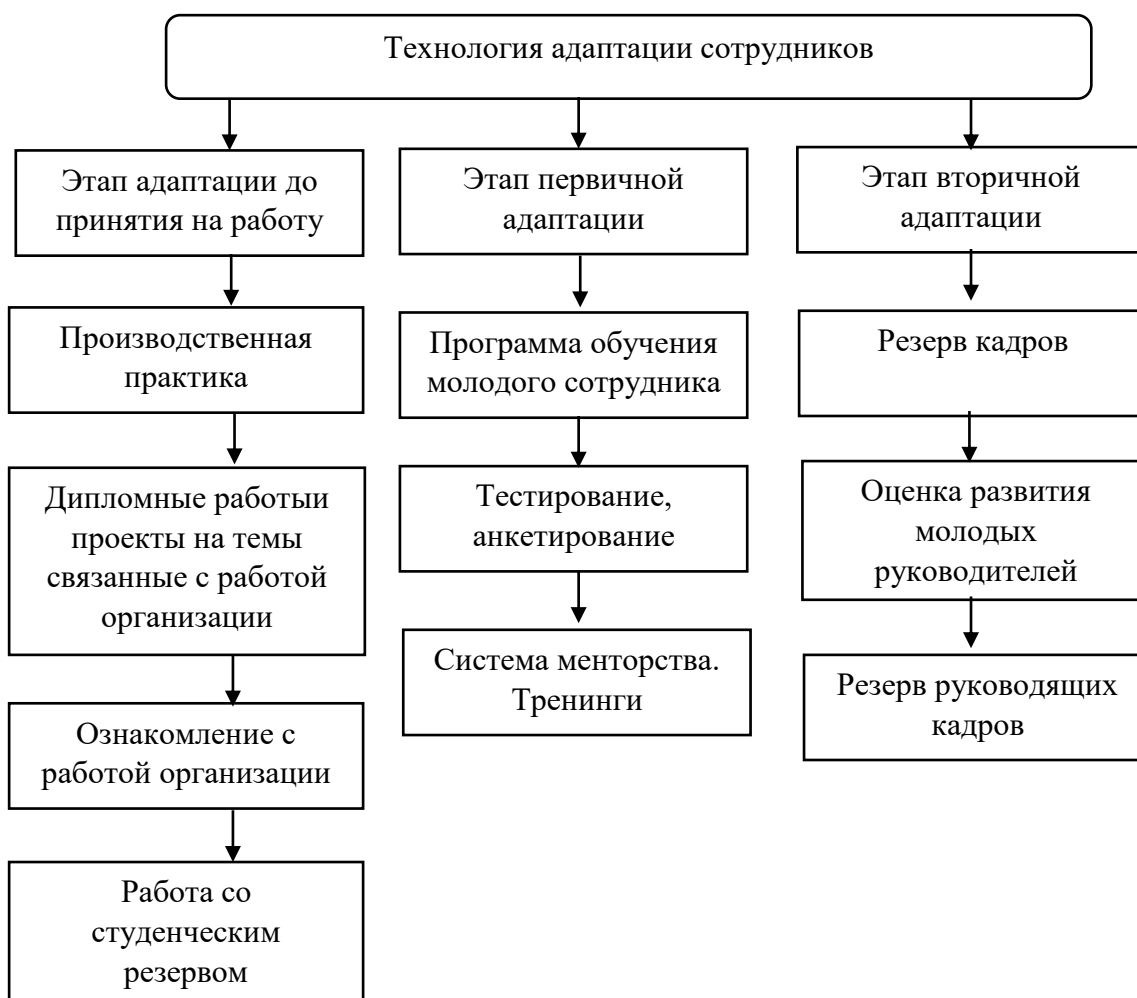 Технология адаптации сотрудников
Этап адаптации до
принятия на работу
Производственная
практика
Дипломные работыи
проекты на темы
связанные с работой
организации
Ознакомление с
работой организации
Работа со
студенческим
резервом
Этап первичной
адаптации
Программа обучения
молодого сотрудника
Тестирование,
анкетирование
Система менторства.
Тренинги
Этап вторичной
адаптации
Резерв кадров
Оценка развития
молодых
руководителей
Резерв руководящих
кадров